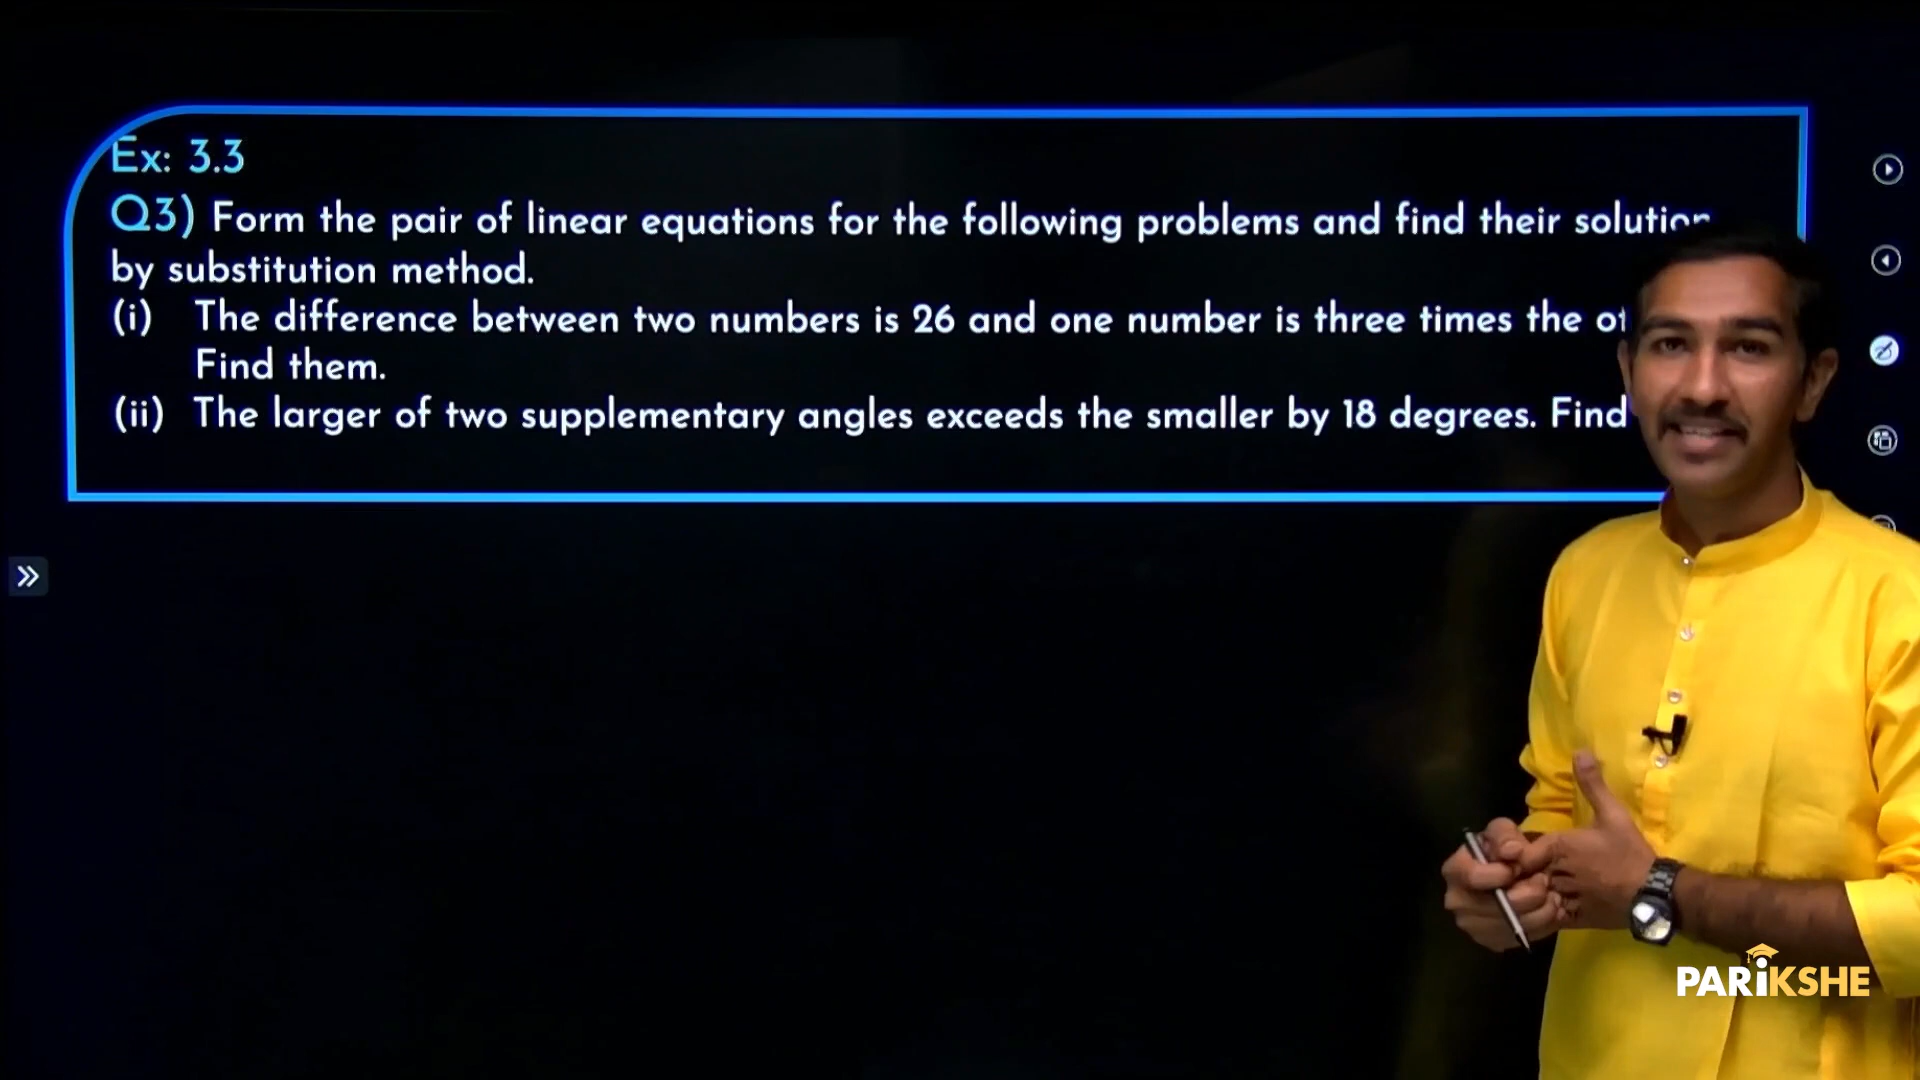 Ex: 3.3
Q3) Form the pair of linear equations for the following problems and find their
by substitution method.
(i) The difference between two numbers is 26 and one number is three times the
Find them.
(ii) The larger of two supplementary angles exceeds the smaller by 18 degrees. Find
PARiKSHE